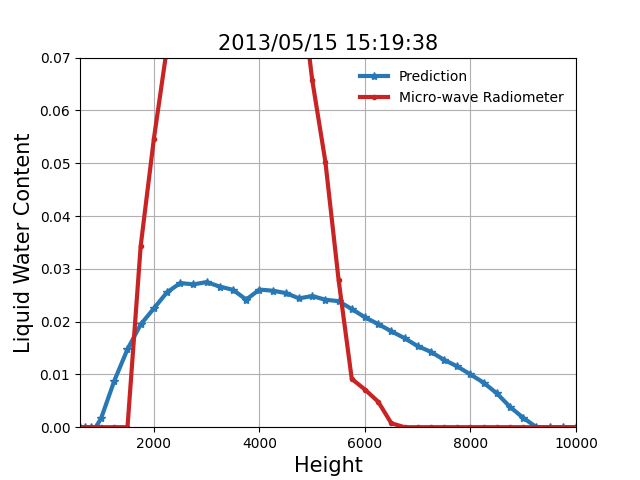 2013/05/15 15:19:38
Liquid Water Content
0.07
0.06
0.05
0.04
0.03
0.02
0.01
0.00
Prediction
Micro-wave Radiometer
2000 4000 6000 8000 10000
Height